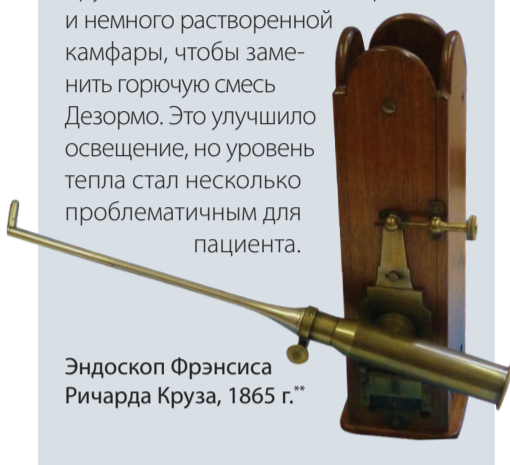 и немного растворенной
камфары, чтобы заме-
нить горючую смесь
Дезормо. Это улучшило
освещение, но уровень
тепла стал несколько
проблематичным для
пациента.
Эндоскоп Фрэнсиса
Ричарда Круза, 1865 г.**